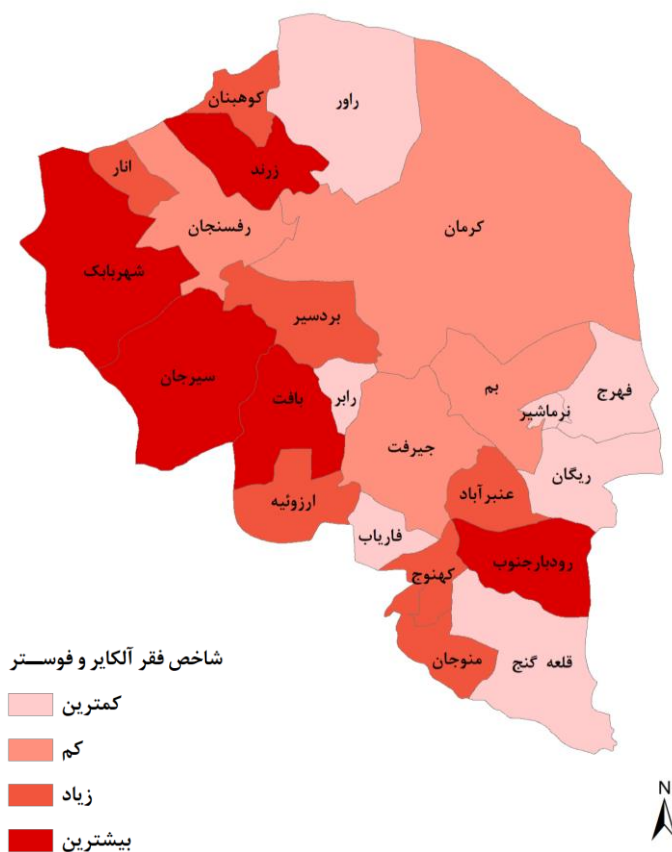 کوهبنان
راور
زرند
انار
رفسنجان
کرمان
شهربابک
بردسیر
سیرجان
بافت
رابر
بم
فهرج
نرماشیر
جیرفت
ریگان
عنبرآباد
ارزوئیه
فاریاب
رودبارجنوب
کهنوج
منوجان
قلعه گنج
شاخص فقر آلکایر و فوستر
کمترین
کم
زیاد
بیشترین
N